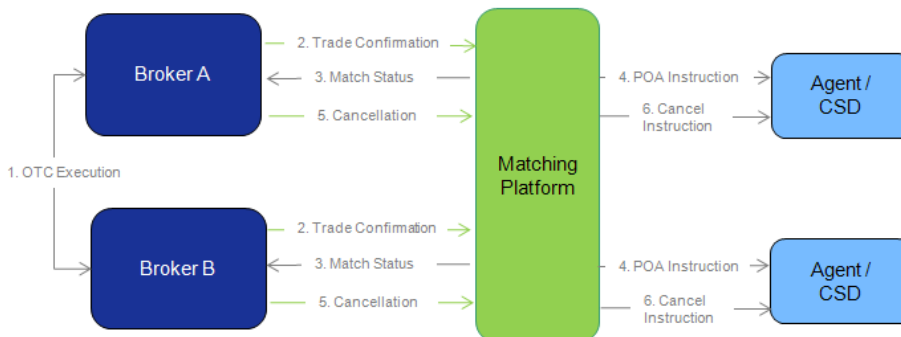 Broker A
2. Trade Confirmation
3. Match Status
5. Cancellation
1. OTC Execution
Broker B
2. Trade Confirmation
3. Match Status
5. Cancellation
Matching
Platform
4. POA Instruction
6. Cancel
Instruction
Agent /
CSD
4. POA Instruction
6. Cancel
Instruction
Agent /
CSD